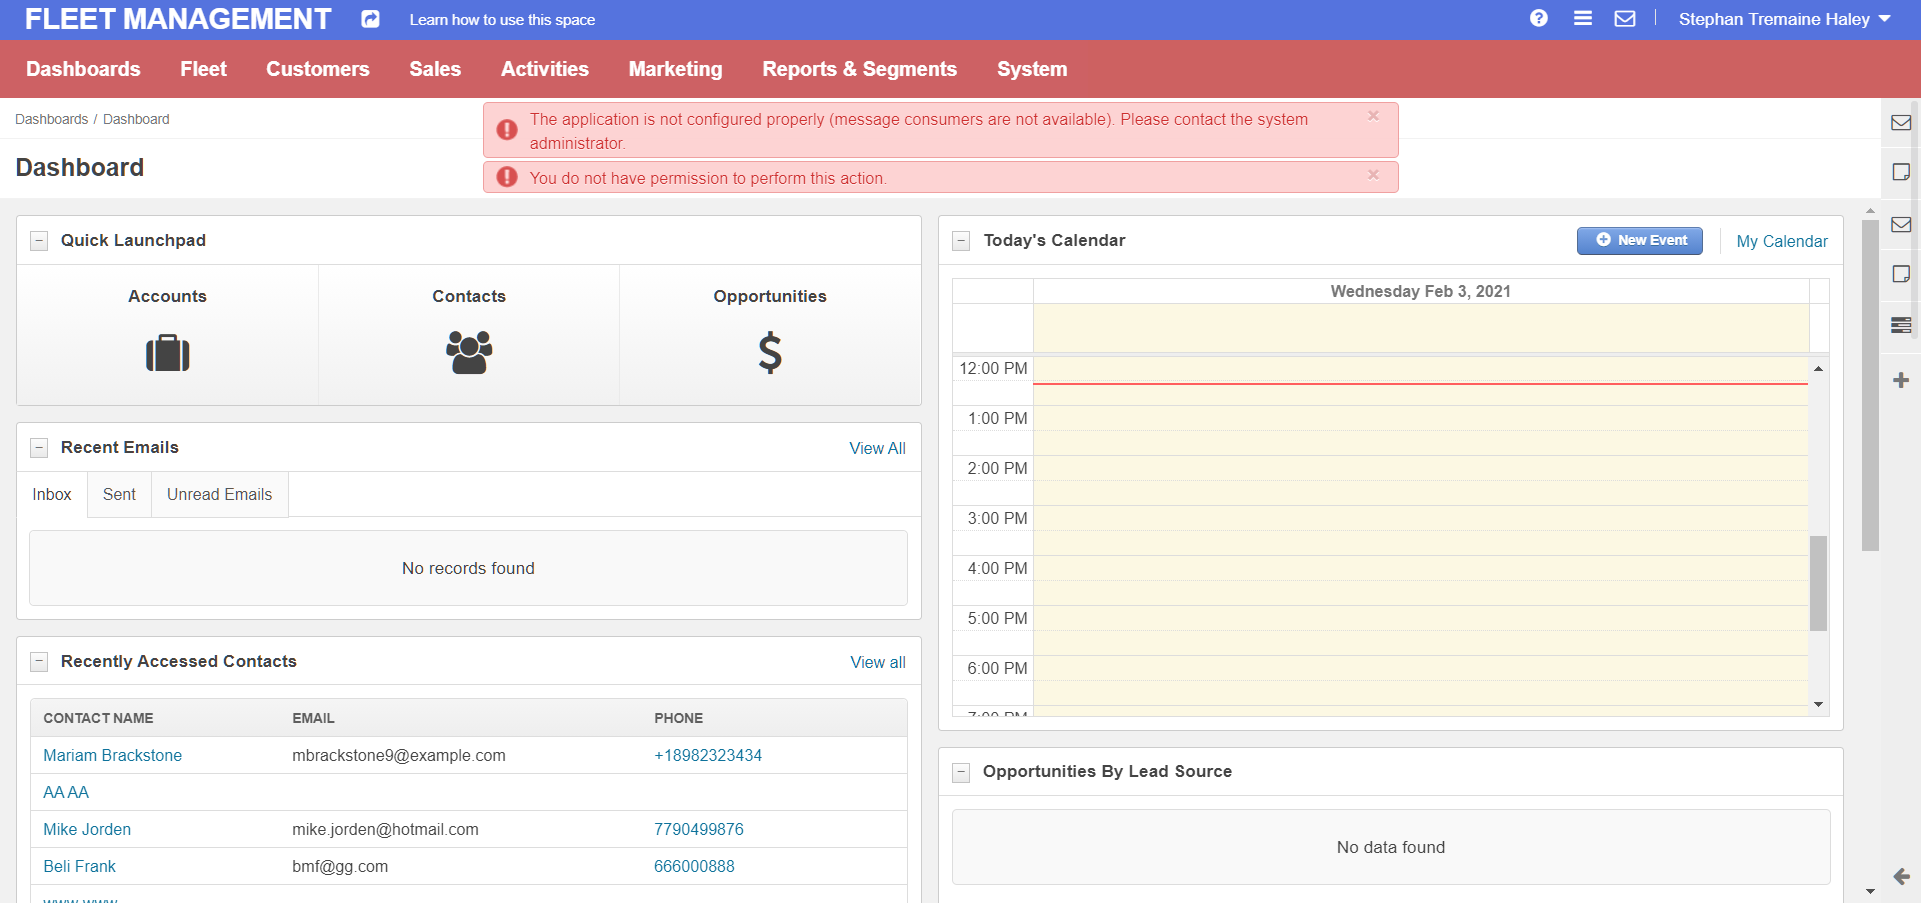 FLEET MANAGEMENT
Learn how to use this space
Stephan Tremaine Haley
Dashboards
Fleet
Customers
Sales
Activities
Marketing
Reports & Segments
System
Dashboards / Dashboard
The application is not configured properly (message consumers are not available). Please contact the system
administrator.
You do not have permission to perform this action.
Dashboard
Quick Launchpad
Accounts
Contacts
Opportunities
Recent Emails
View All
Inbox
Sent
Unread Emails
No records found
Recently Accessed Contacts
View all
CONTACT NAME EMAIL PHONE
Mariam Brackstone mbrackstone9@example.com +18982323434
AA AA
Mike Jorden mike.jorden@hotmail.com 7790499876
Beli Frank bmf@gg.com 666000888
www www
Today's Calendar
New Event
My Calendar
Wednesday Feb 3, 2021
12:00 PM
1:00 PM
2:00 PM
3:00 PM
4:00 PM
5:00 PM
6:00 PM
7:00 PM
Opportunities By Lead Source
No data found